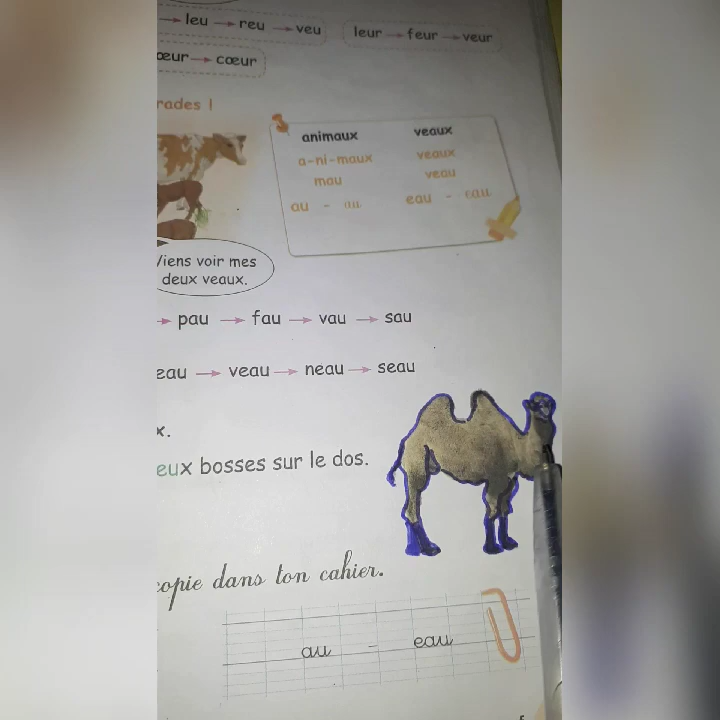 → leu → reu → veu
leur → feur → veur
œur → cœur
rades !
animaux veaux
a-ni-maux veaux
mau veau
au - au eau - eau
Viens voir mes
deux veaux.
→ pau → fau → vau → sau
eau → veau → neau → seau
x.
eux bosses sur le dos.
copie dans ton cahier.
au - eau